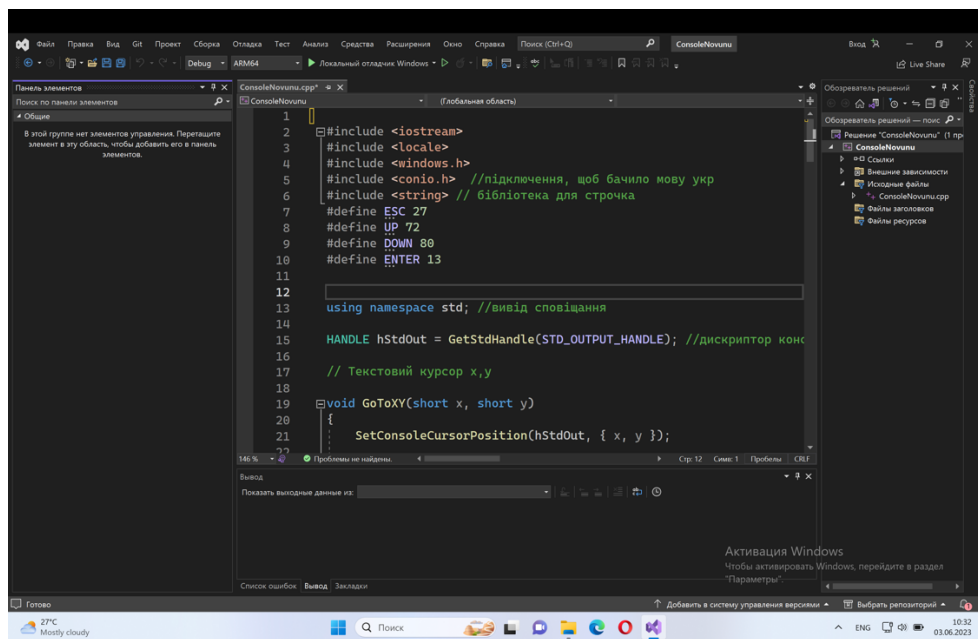 Файл Правка Вид Git Проект Сборка Отладка Тест Анализ Средства Расширения Окно Справка Поиск (Ctrl+Q) ConsoleNovunu Вход
Debug ARM64 Локальный отладчик Windows Live Share
Панель элементов
Поиск по панели элементов
Общие
В этой группе нет элементов управления. Перетащите
элемент в эту область, чтобы добавить его в панель
элементов.
ConsoleNovunu.cpp*
ConsoleNovunu (Глобальная область)
1
2 #include <iostream>
3 #include <locale>
4 #include <windows.h>
5 #include <conio.h> //підключення, щоб бачило мову укр
6 #include <string> // бібліотека для строчка
7 #define ESC 27
8 #define UP 72
9 #define DOWN 80
10 #define ENTER 13
11
12
13 using namespace std; //вивід сповіщання
14
15 HANDLE hStdOut = GetStdHandle(STD_OUTPUT_HANDLE); //дискриптор конс
16
17 // Текстовий курсор x,y
18
19 void GoToXY(short x, short y)
20 {
21 SetConsoleCursorPosition(hStdOut, { x, y });
22
146 % Проблемы не найдены. Стр: 12 Симв: 1 Пробелы CRLF
Вывод
Показать выходные данные из:
Список ошибок Вывод Закладки
Обозреватель решений
Обозреватель решений — поис
Решение "ConsoleNovunu" (1 пр
ConsoleNovunu
Ссылки
Внешние зависимости
Исходные файлы
ConsoleNovunu.cpp
Файлы заголовков
Файлы ресурсов
Свойства
Активация Windows
Чтобы активировать Windows, перейдите в раздел
"Параметры".
Готово Добавить в систему управления версиями Выбрать репозиторий
27°C
Mostly cloudy
Поиск
ENG
10:32
03.06.2023